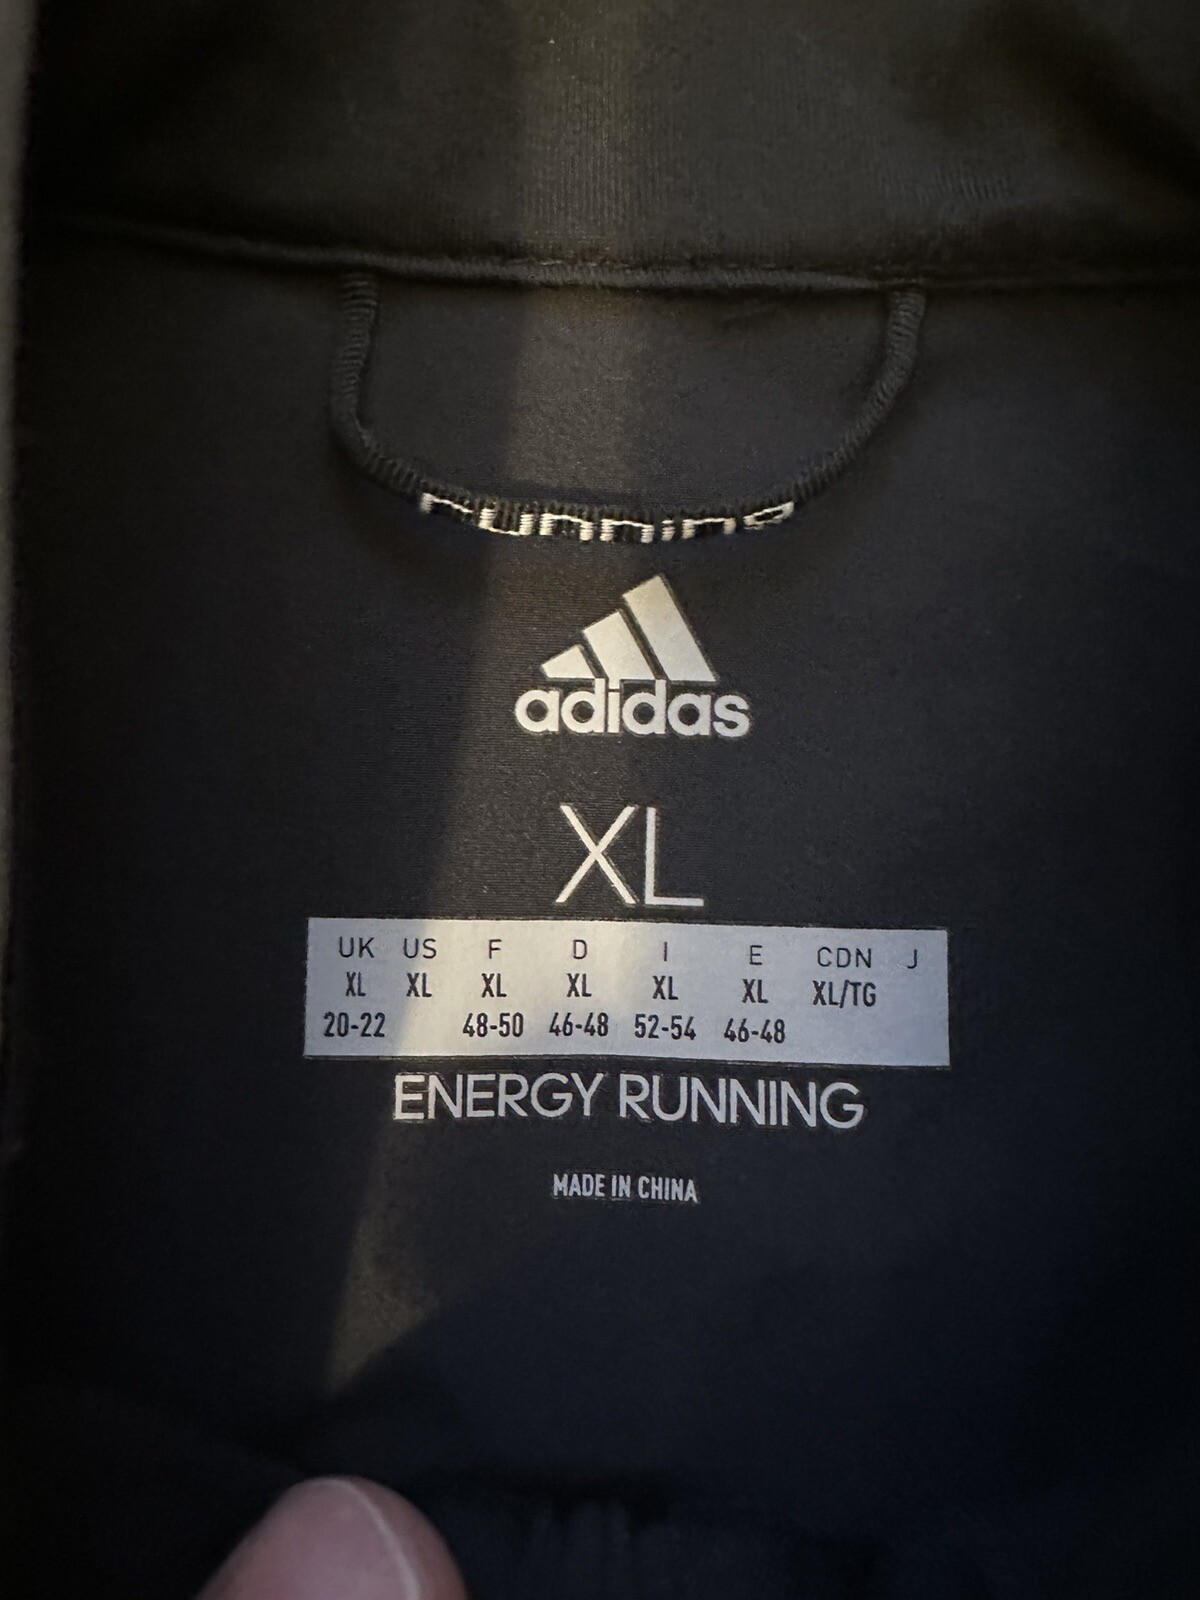 running
adidas
XL
UK US F D I E CDN J
XL XL XL XL XL XL XL/TG
20-22 48-50 46-48 52-54 46-48
ENERGY RUNNING
MADE IN CHINA